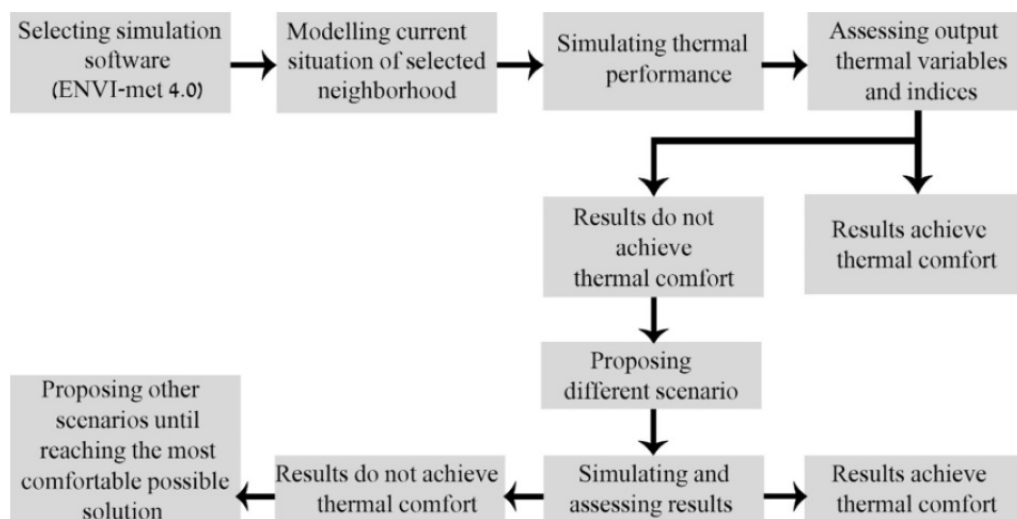 Selecting simulation
software
(ENVI-met 4.0)
Modelling current
situation of selected
neighborhood
Simulating thermal
performance
Assessing output
thermal variables
and indices
Results do not
achieve
thermal comfort
Results achieve
thermal comfort
Proposing
different scenario
Proposing other
scenarios until
reaching the most
comfortable possible
solution
Results do not achieve
thermal comfort
Simulating and
assessing results
Results achieve
thermal comfort